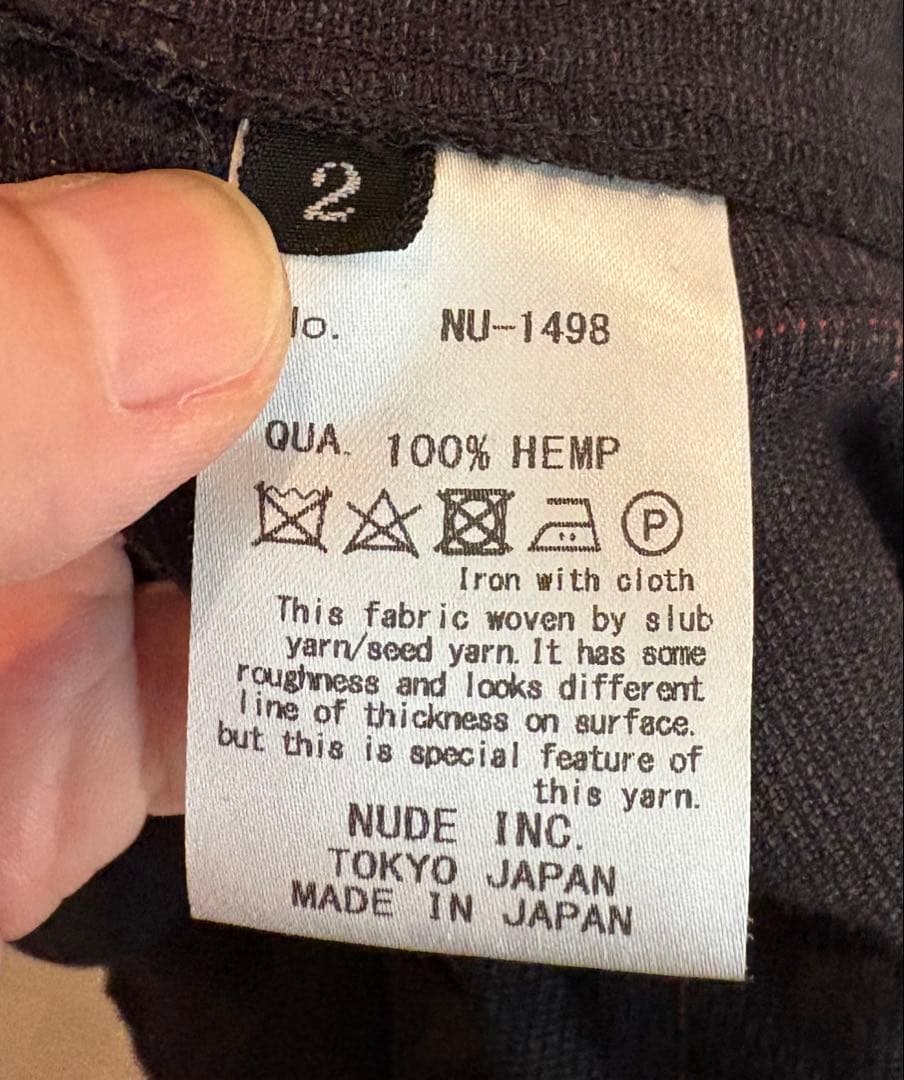 2
No. NU-1498
QUA. 100% HEMP
P
Iron with cloth
This fabric woven by slub
yarn/seed yarn. It has some
roughness and looks different
line of thickness on surface.
but this is special feature of
this yarn.
NUDE INC.
TOKYO JAPAN
MADE IN JAPAN